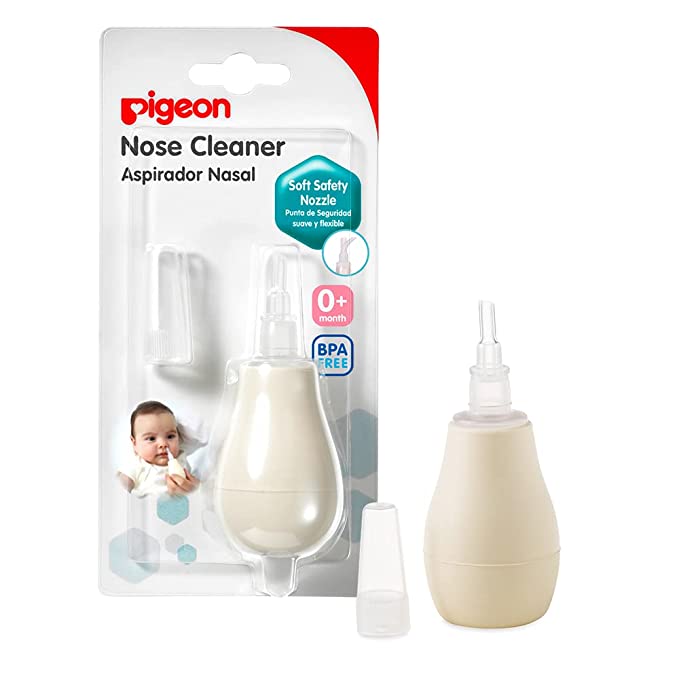 pigeon
Nose Cleaner
Aspirador Nasal
Soft Safety
Nozzle
Punta de Seguridad
suave y flexible
0+
month
BPA
FREE